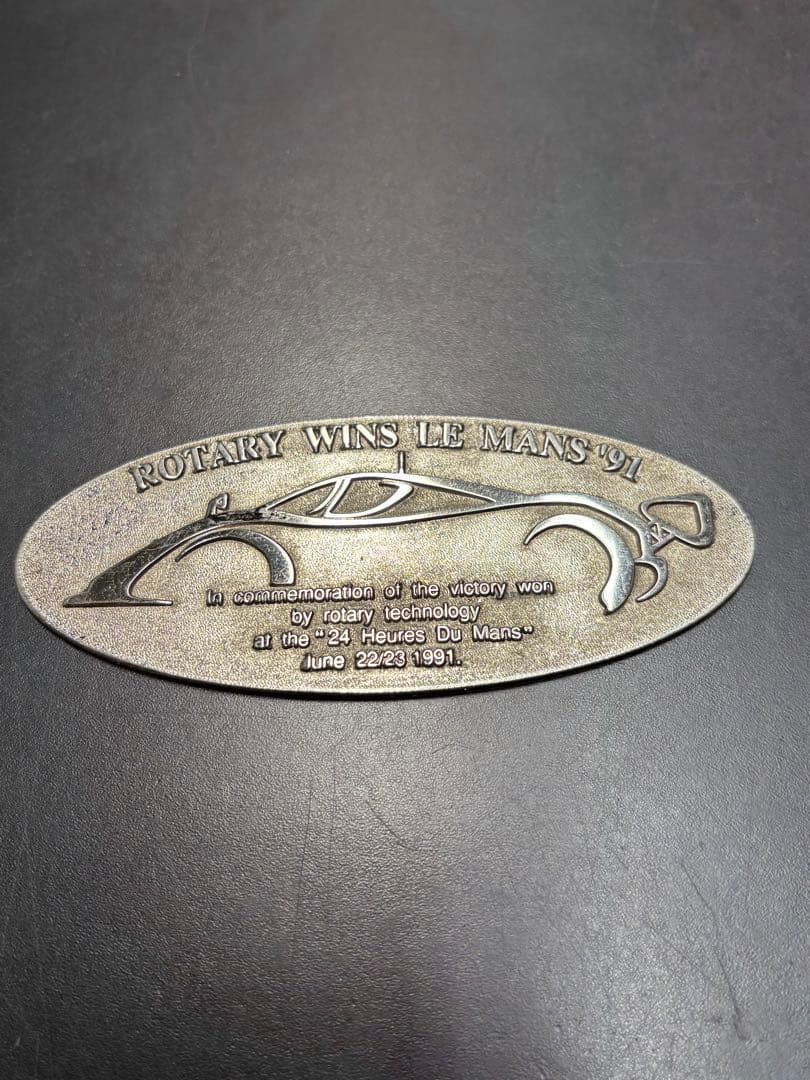 ROTARY WINS LE MANS '91
In commemoration of the victory won
by rotary technology
at the "24 Heures Du Mans"
June 22/23 1991.